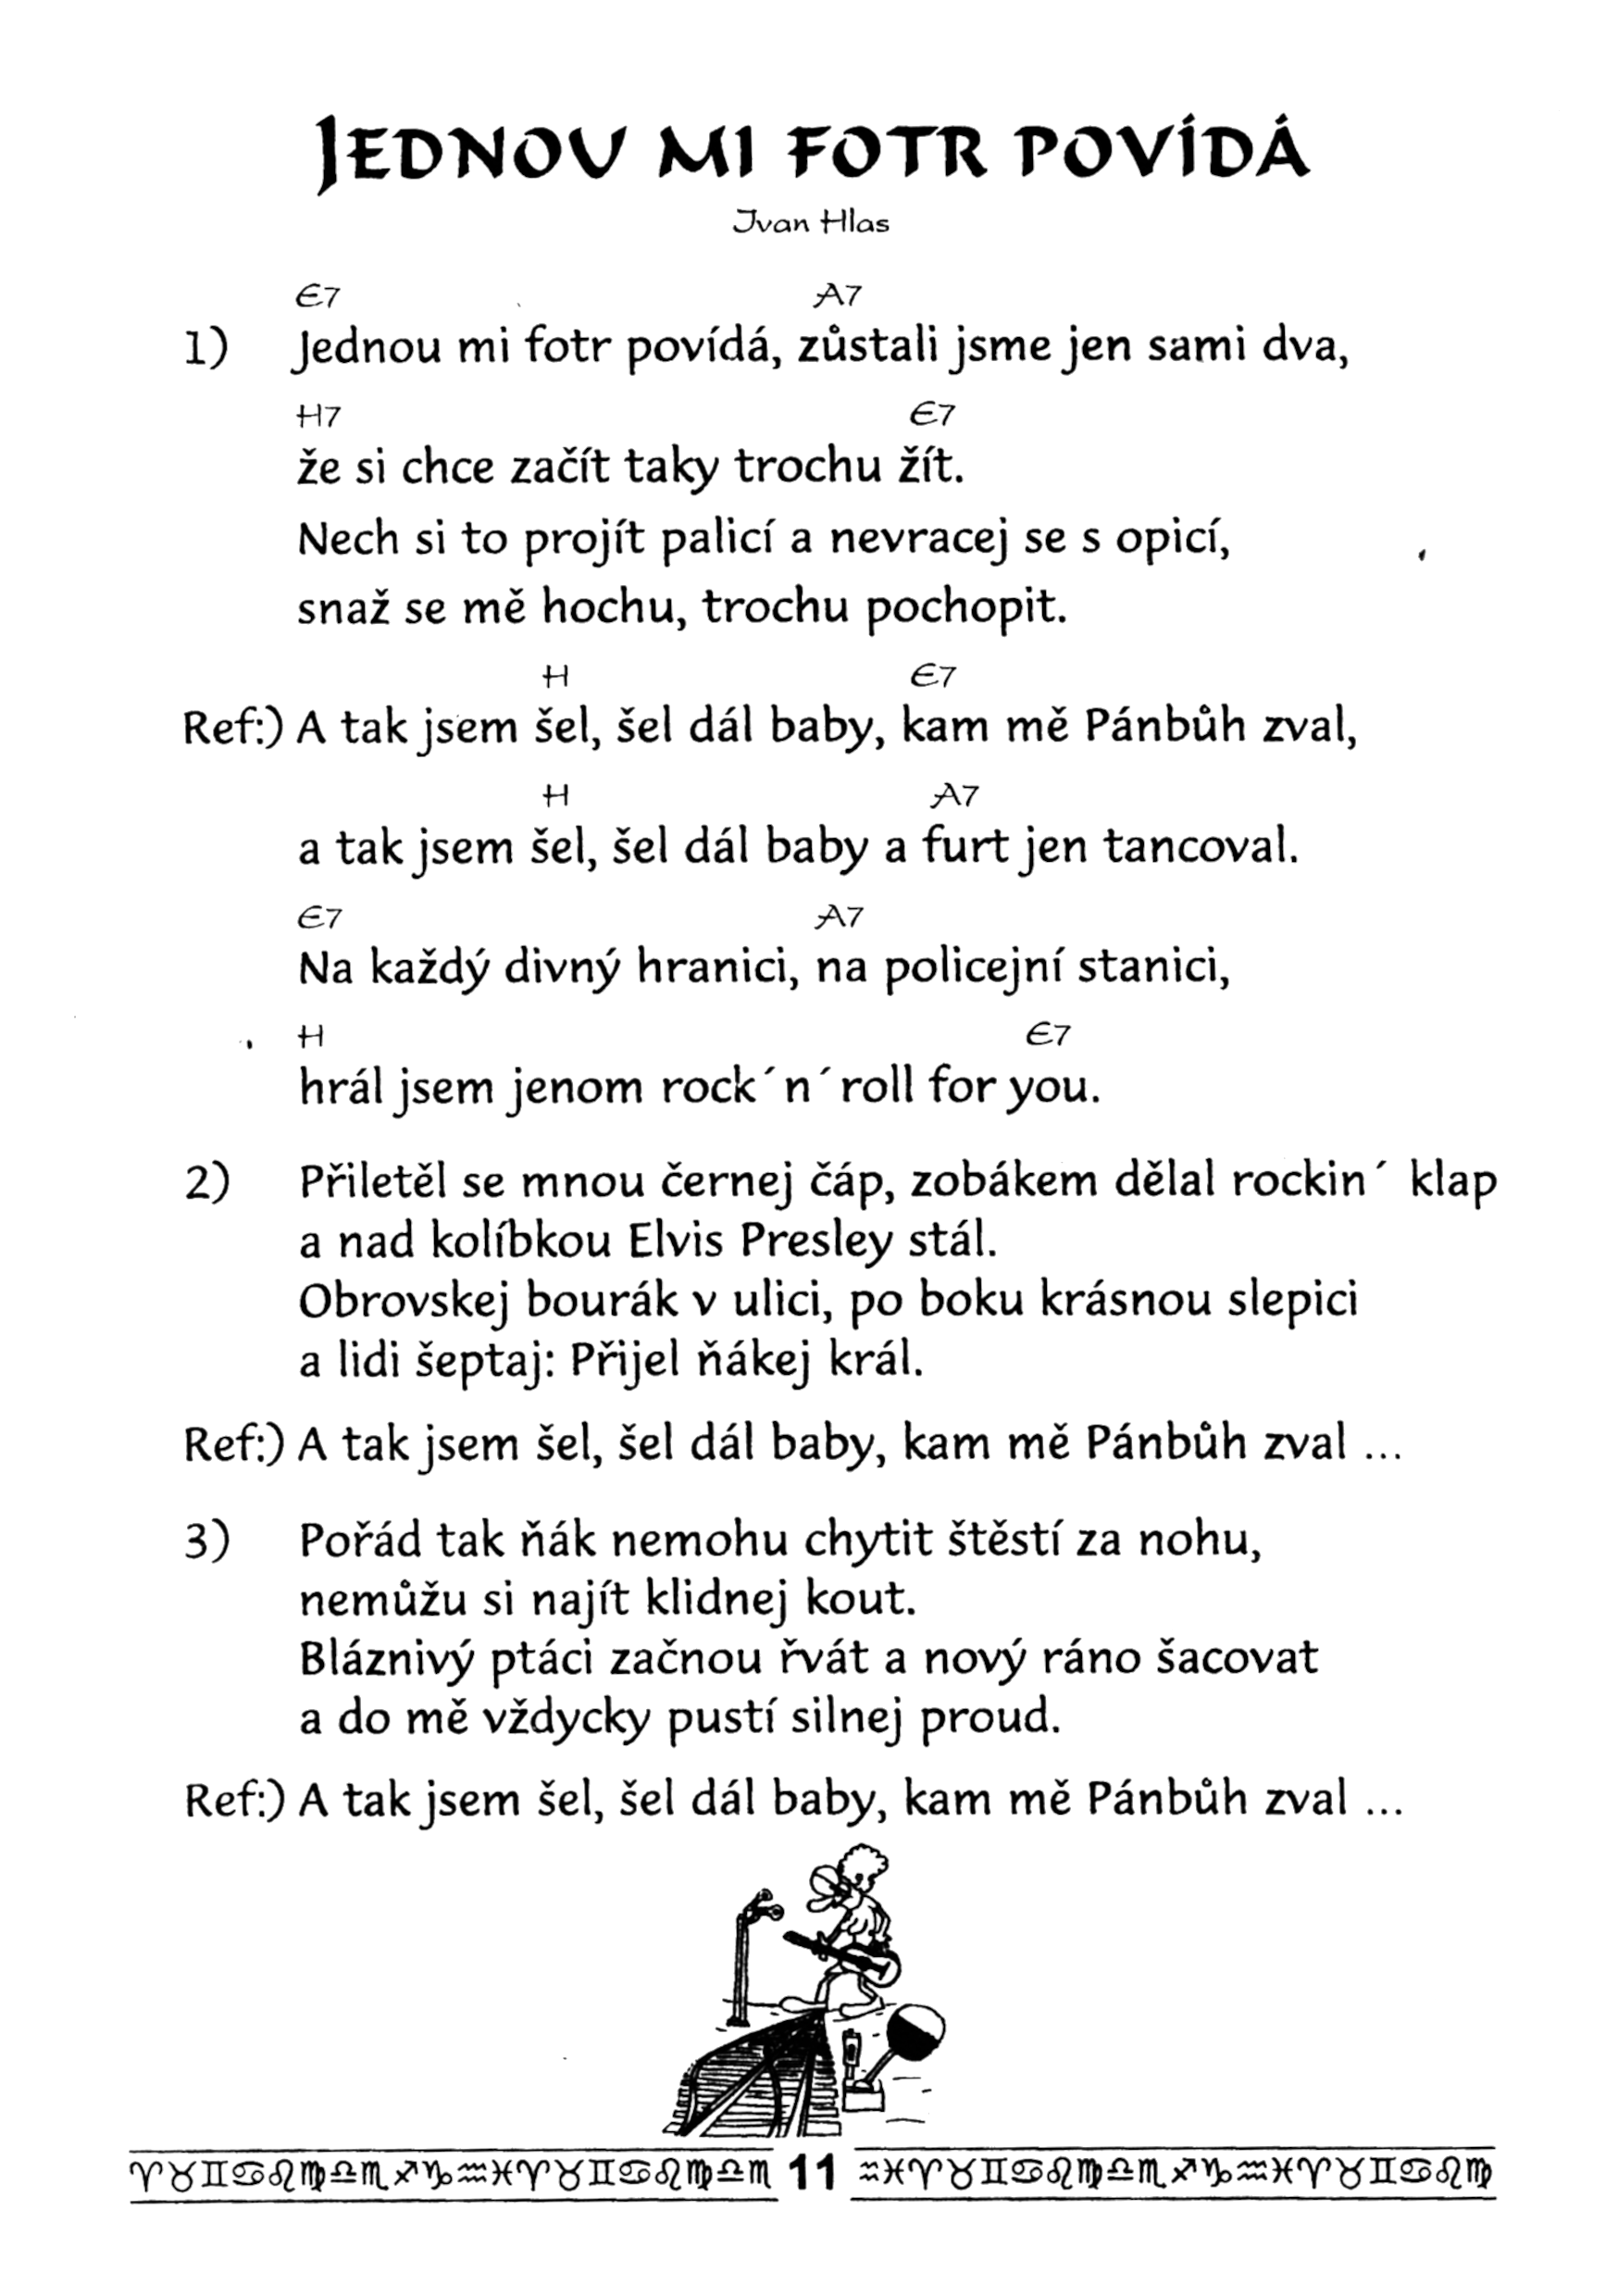 JEDNOU MI FOTR POVÍDÁ
Ivan Hlas
E7 A7
1) Jednou mi fotr povídá, zůstali jsme jen sami dva,
H7 E7
že si chce začít taky trochu žít.
Nech si to projít palicí a nevracej se s opicí,
snaž se mě hochu, trochu pochopit.
H E7
Ref:) A tak jsem šel, šel dál baby, kam mě Pánbůh zval,
H A7
a tak jsem šel, šel dál baby a furt jen tancoval.
E7 A7
Na každý divný hranici, na policejní stanici,
H E7
hrál jsem jenom rock´n´roll for you.
2) Přiletěl se mnou černej čáp, zobákem dělal rockin´ klap
a nad kolíbkou Elvis Presley stál.
Obrovskej bourák v ulici, po boku krásnou slepici
a lidi šeptaj: Přijel ňákej král.
Ref:) A tak jsem šel, šel dál baby, kam mě Pánbůh zval ...
3) Pořád tak ňák nemohu chytit štěstí za nohu,
nemůžu si najít klidnej kout.
Bláznivý ptáci začnou řvát a nový ráno šacovat
a do mě vždycky pustí silnej proud.
Ref:) A tak jsem šel, šel dál baby, kam mě Pánbůh zval ...
♈♉♊♋♌♍♎♏♐♑♒♓♈♉♊♋♌♍♎♏ 11 ♒♓♈♉♊♋♌♍♎♏♐♑♒♓♈♉♊♋♌♍